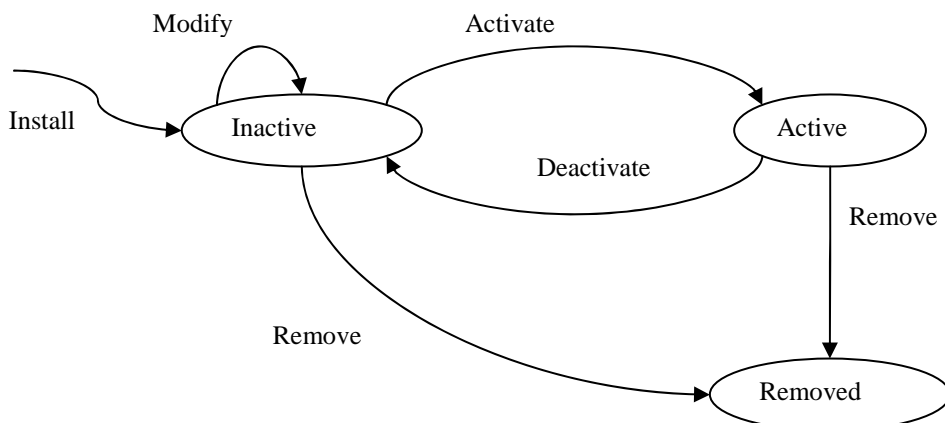 Modify
Activate
Install
Inactive
Active
Deactivate
Remove
Remove
Removed